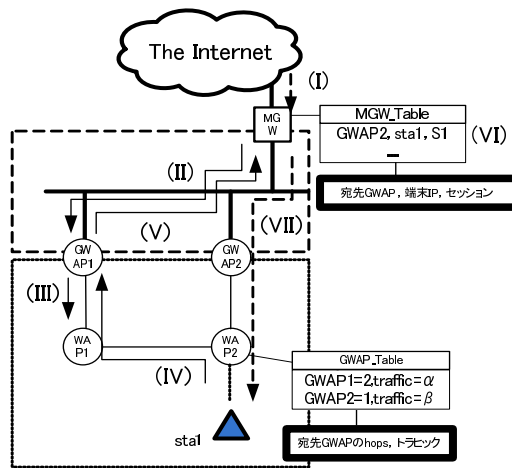 The Internet
(I)
MG
W
MGW_Table
GWAP2, sta1, S1
(VI)
宛先GWAP, 端末IP, セッション
(II)
(V)
(VII)
GW
AP1
GW
AP2
(III)
WA
P1
WA
P2
(IV)
GWAP_Table
GWAP1=2,traffic=α
GWAP2=1,traffic=β
宛先GWAPのhops, トラヒック
sta1